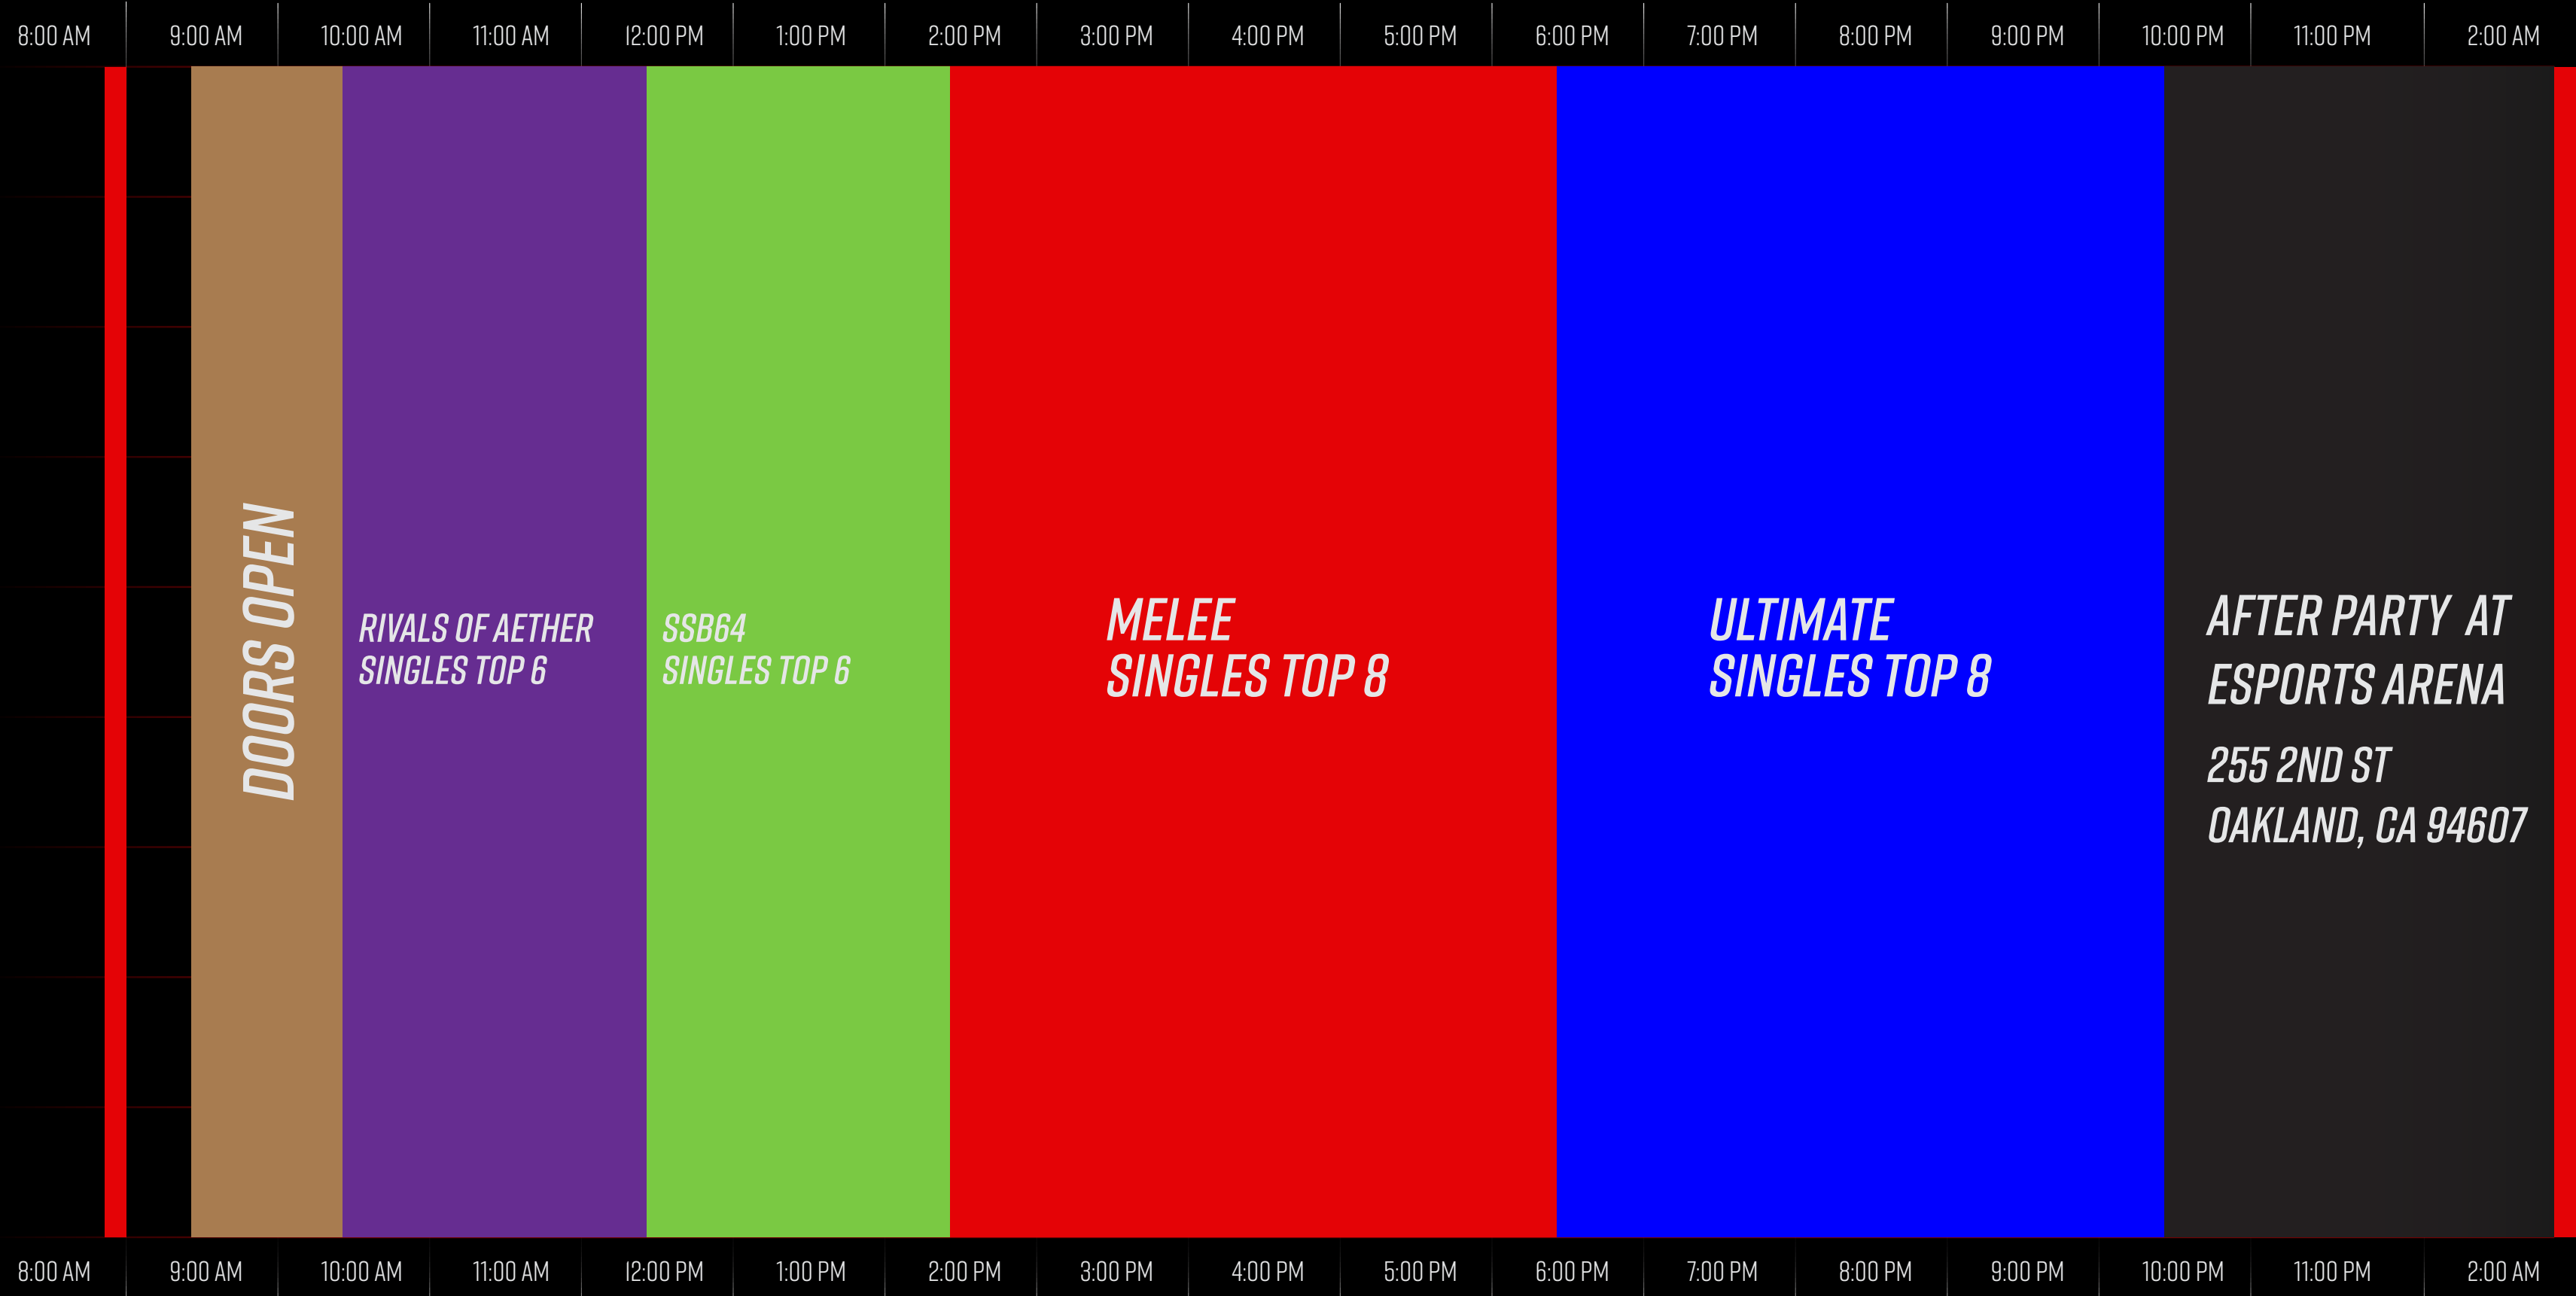 8:00 AM 9:00 AM 10:00 AM 11:00 AM 12:00 PM 1:00 PM 2:00 PM 3:00 PM 4:00 PM 5:00 PM 6:00 PM 7:00 PM 8:00 PM 9:00 PM 10:00 PM 11:00 PM 2:00 AM
DOORS OPEN
RIVALS OF AETHER
SINGLES TOP 6
SSB64
SINGLES TOP 6
MELEE
SINGLES TOP 8
ULTIMATE
SINGLES TOP 8
AFTER PARTY AT
ESPORTS ARENA
255 2ND ST
OAKLAND, CA 94607
8:00 AM 9:00 AM 10:00 AM 11:00 AM 12:00 PM 1:00 PM 2:00 PM 3:00 PM 4:00 PM 5:00 PM 6:00 PM 7:00 PM 8:00 PM 9:00 PM 10:00 PM 11:00 PM 2:00 AM